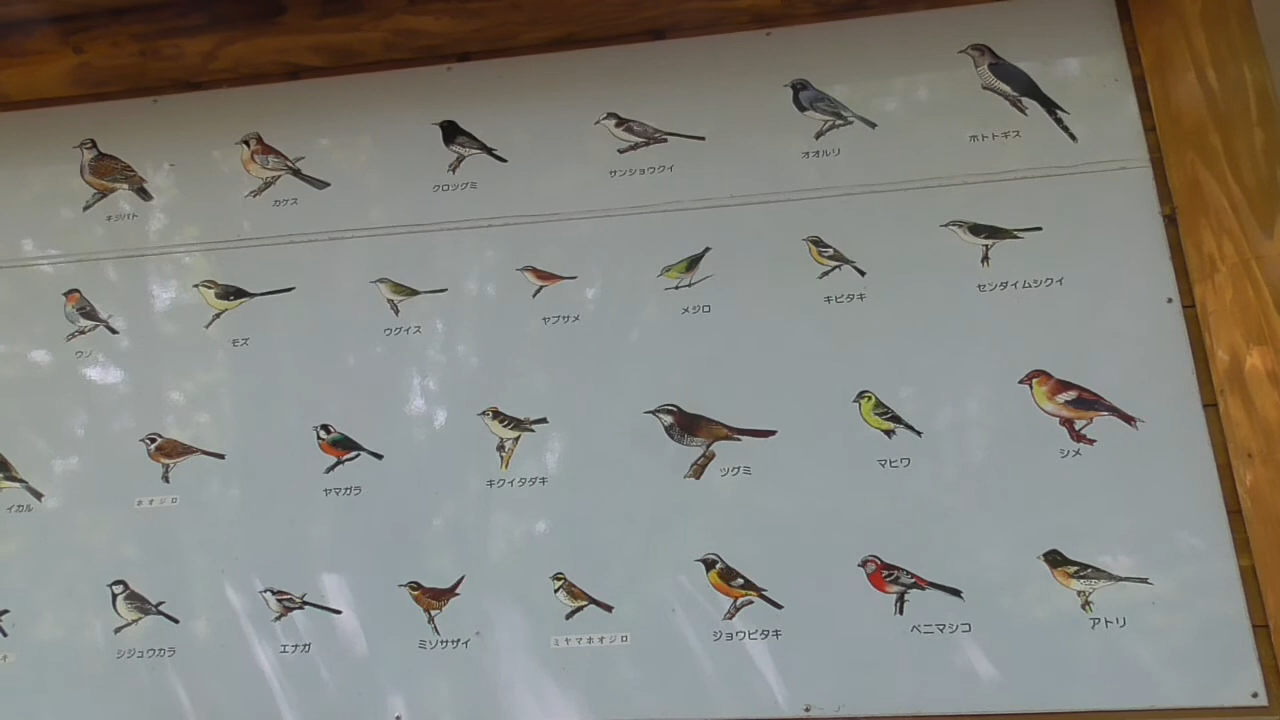 キジバト
カケス
クロツグミ
サンショウクイ
オオルリ
ホトトギス
ウソ
モズ
ウグイス
ヤブサメ
メジロ
キビタキ
センダイムシクイ
イカル
ホオジロ
ヤマガラ
キクイタダキ
ツグミ
マヒワ
シメ
シジュウカラ
エナガ
ミソサザイ
ミヤマホオジロ
ジョウビタキ
ベニマシコ
アトリ